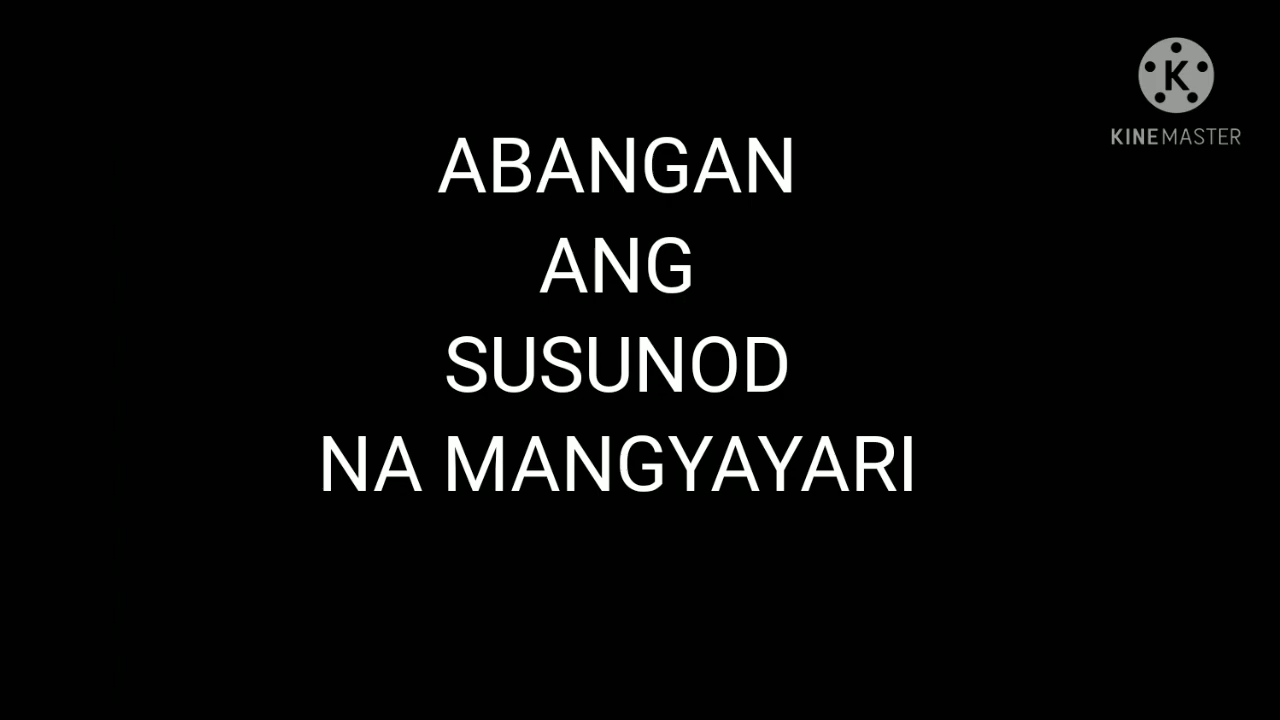 K
KINEMASTER
ABANGAN
ANG
SUSUNOD
NA MANGYAYARI